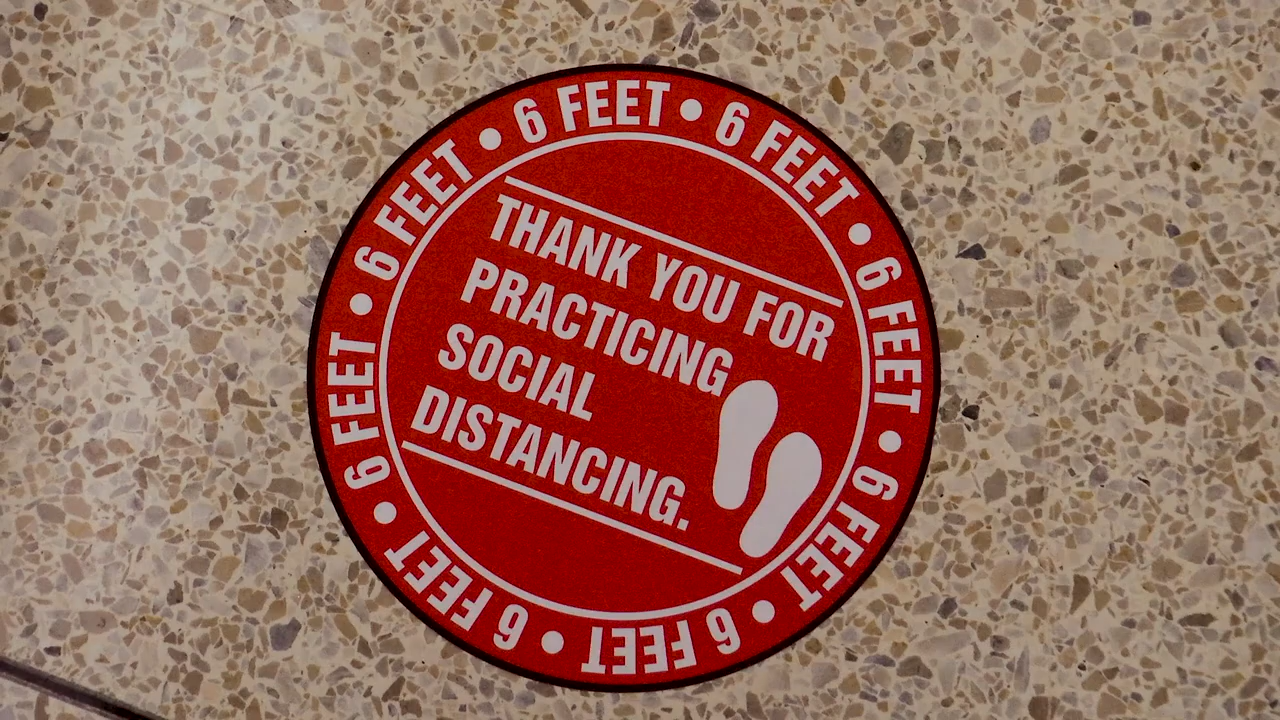 6 FEET • 6 FEET • 6 FEET • 6 FEET • 6 FEET • 6 FEET • 6 FEET • 6 FEET •
THANK YOU FOR
PRACTICING
SOCIAL
DISTANCING.